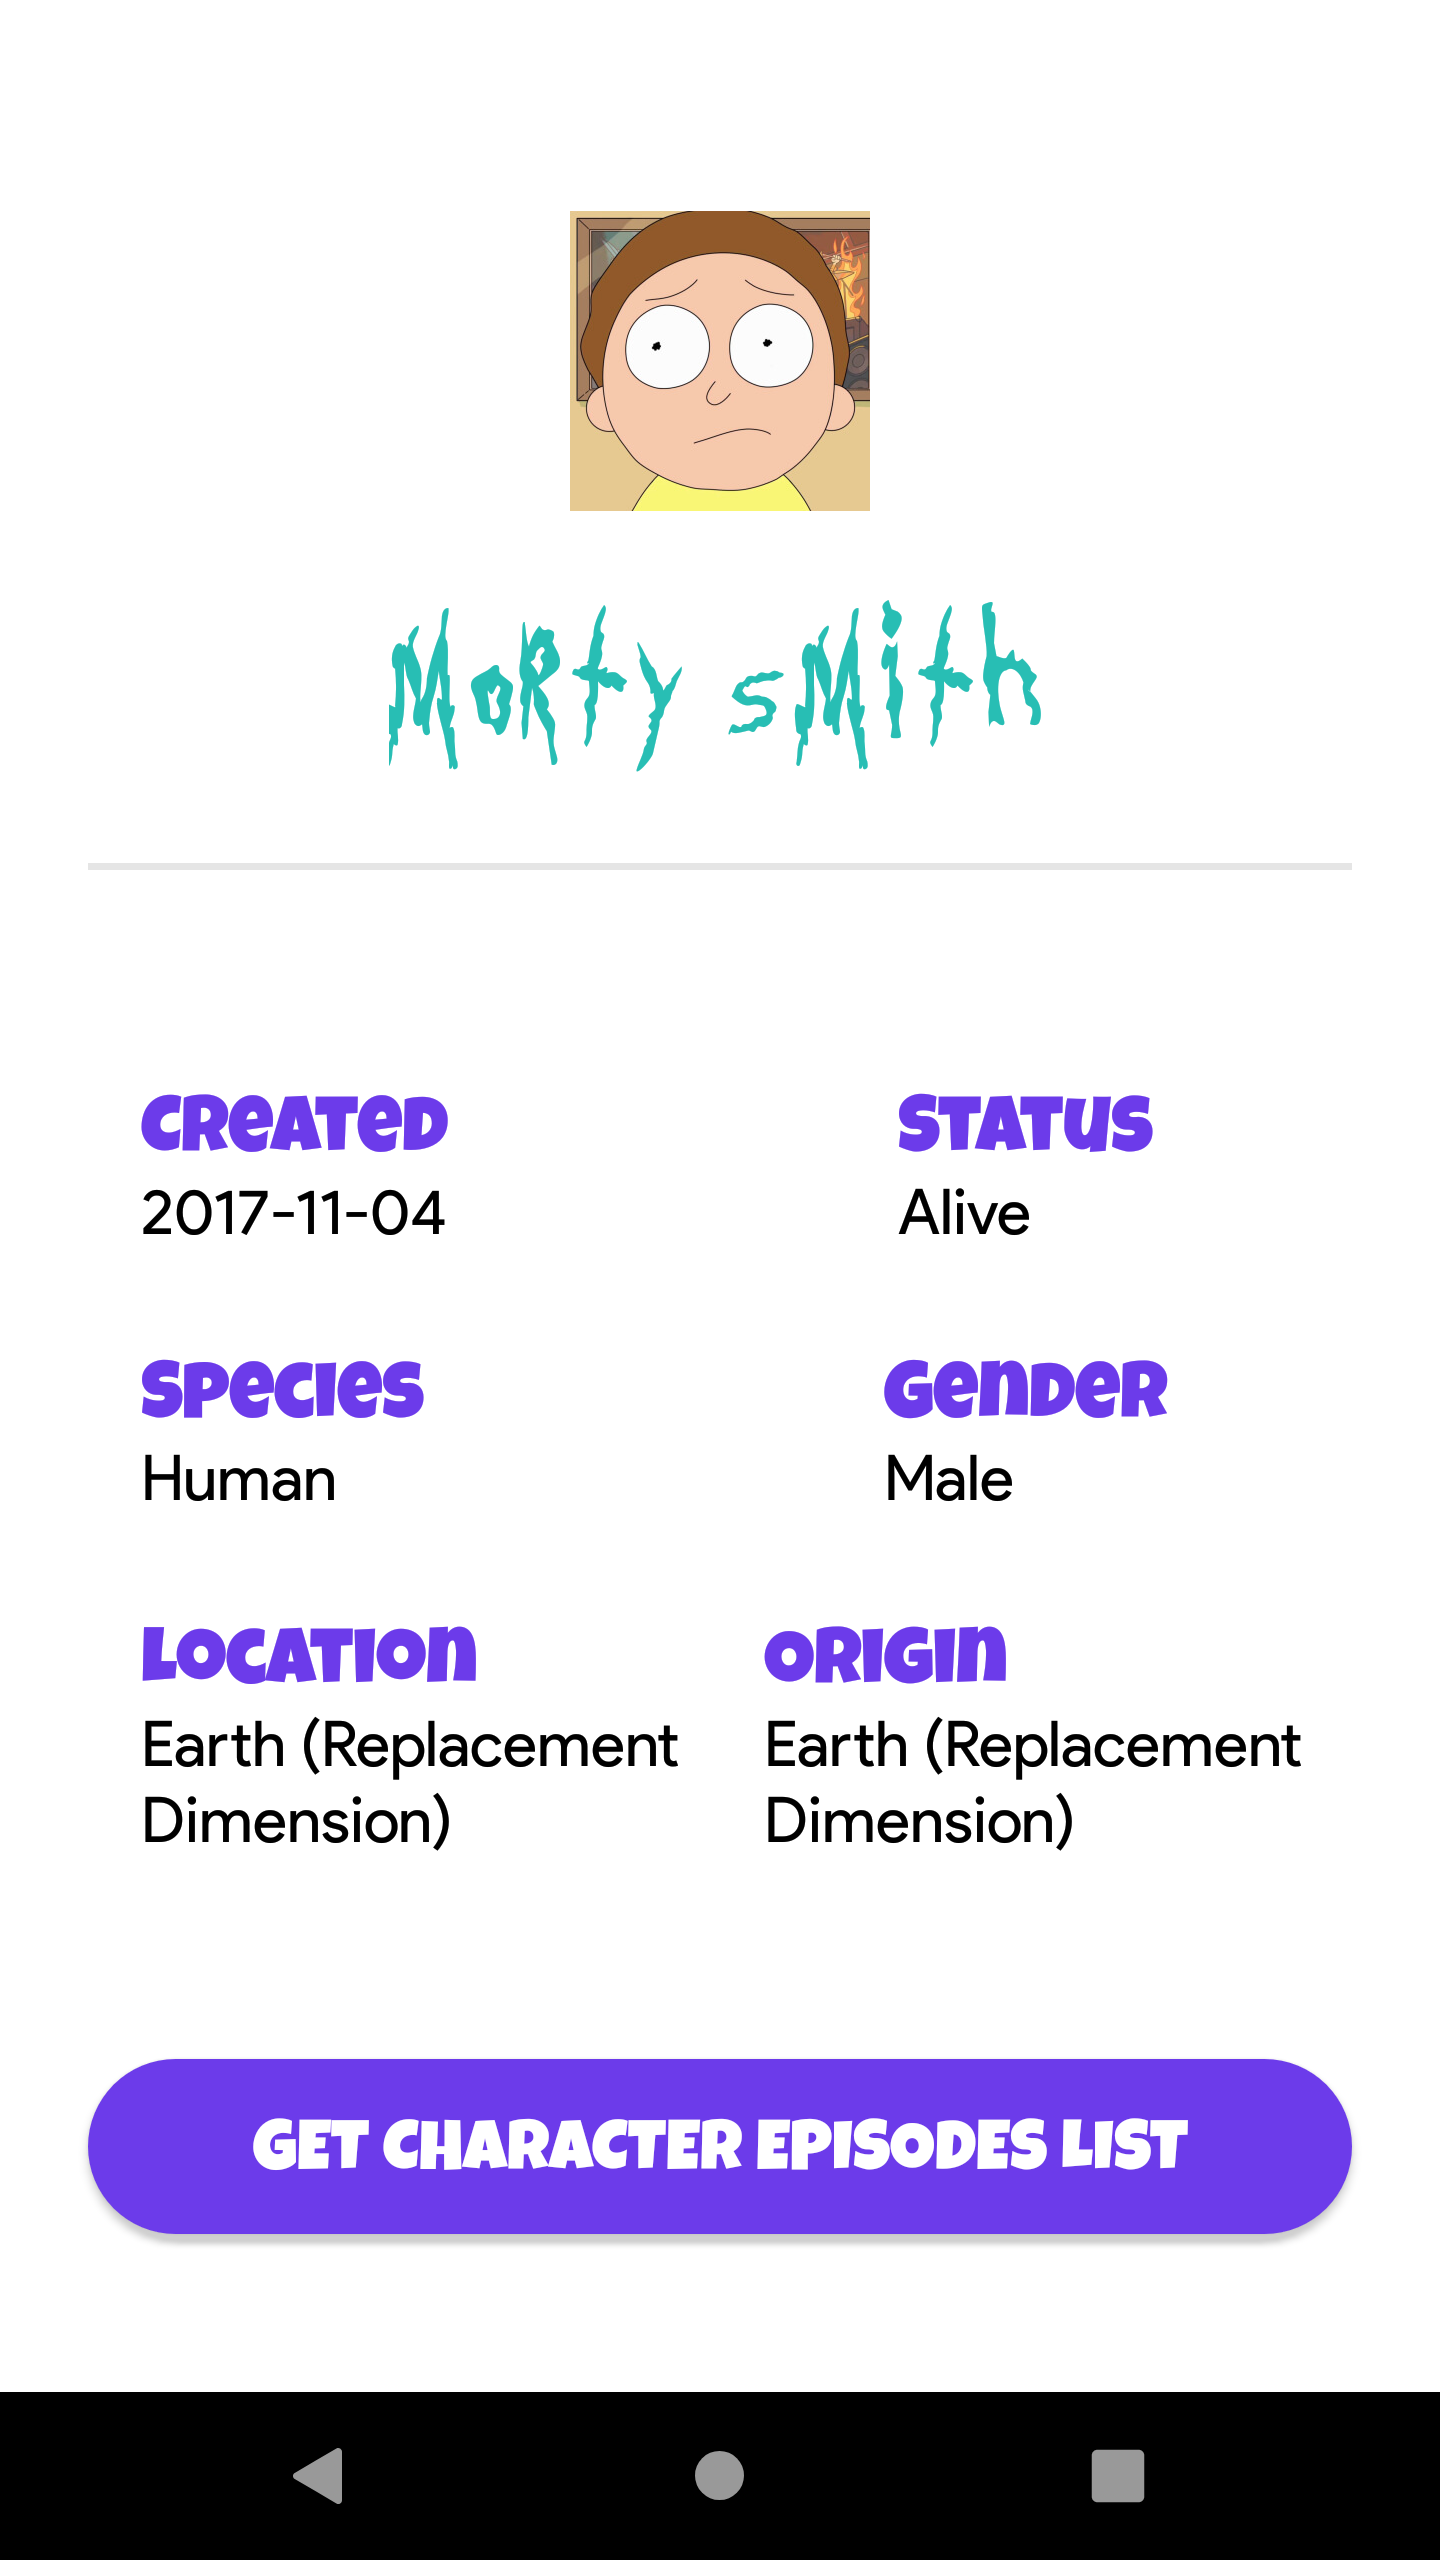 Morty Smith
Created
Status
2017-11-04
Alive
Species
Gender
Human
Male
Location
Origin
Earth (Replacement
Dimension)
Earth (Replacement
Dimension)
GET CHARACTER EPISODES LIST